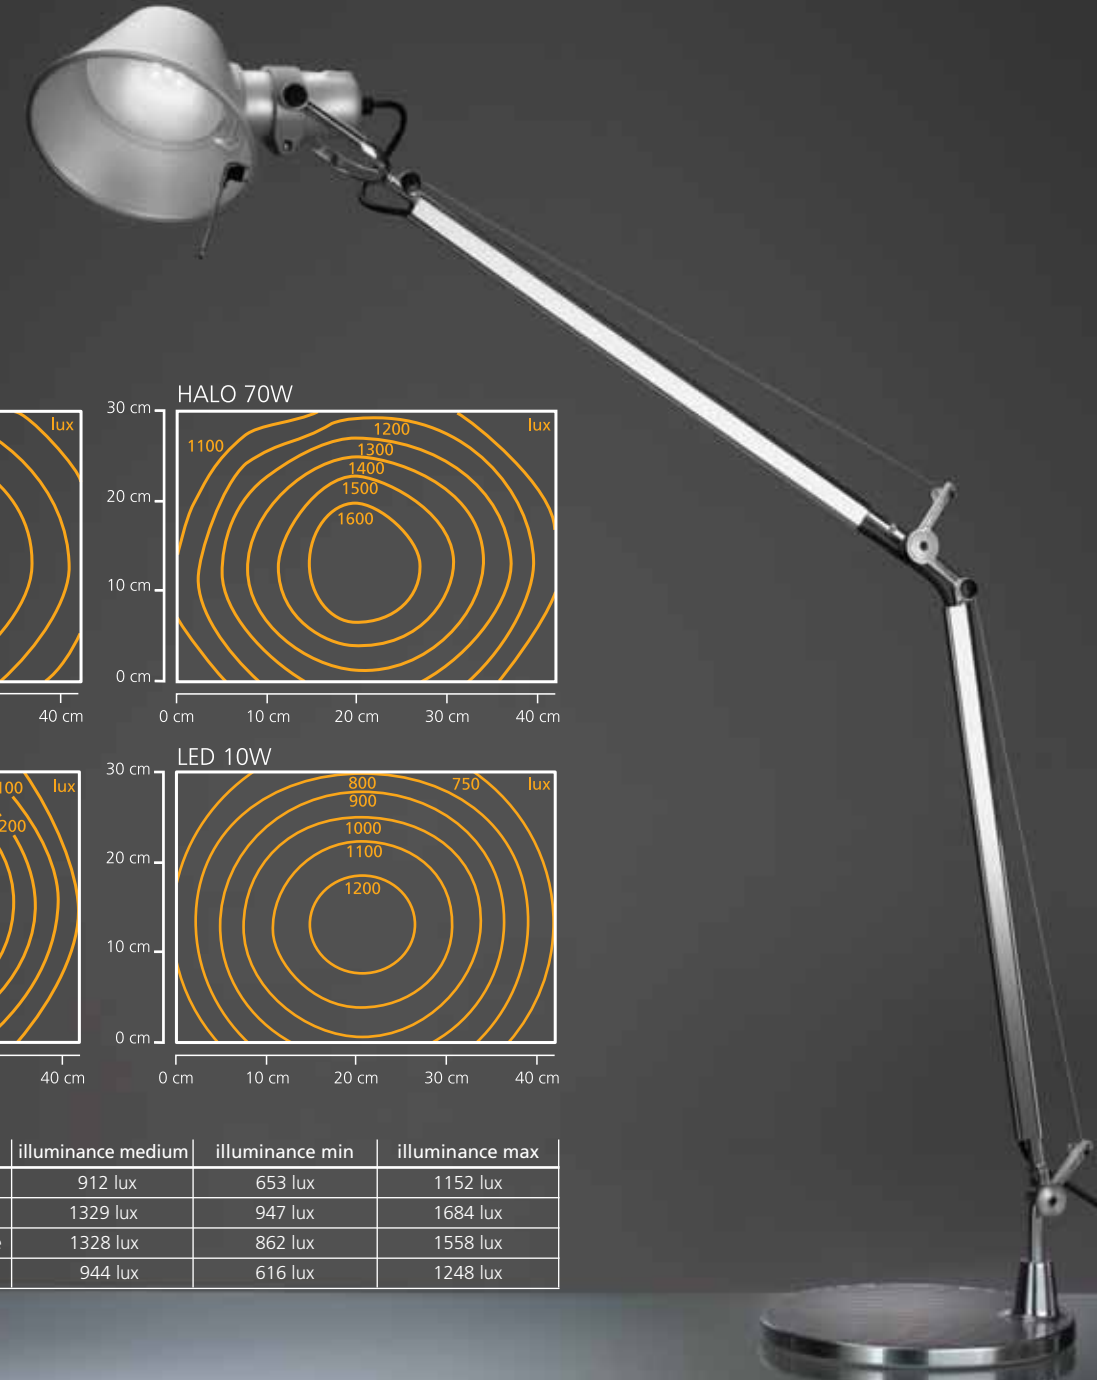 HALO 70W
30 cm
20 cm
10 cm
0 cm
lux
1100
1200
1300
1400
1500
1600
lux
40 cm
0 cm
10 cm
20 cm
30 cm
40 cm
LED 10W
30 cm
20 cm
10 cm
0 cm
lux
800
750
lux
900
1000
1100
1200
40 cm
0 cm
10 cm
20 cm
30 cm
40 cm
illuminance medium illuminance min illuminance max
912 lux 653 lux 1152 lux
1329 lux 947 lux 1684 lux
1328 lux 862 lux 1558 lux
944 lux 616 lux 1248 lux